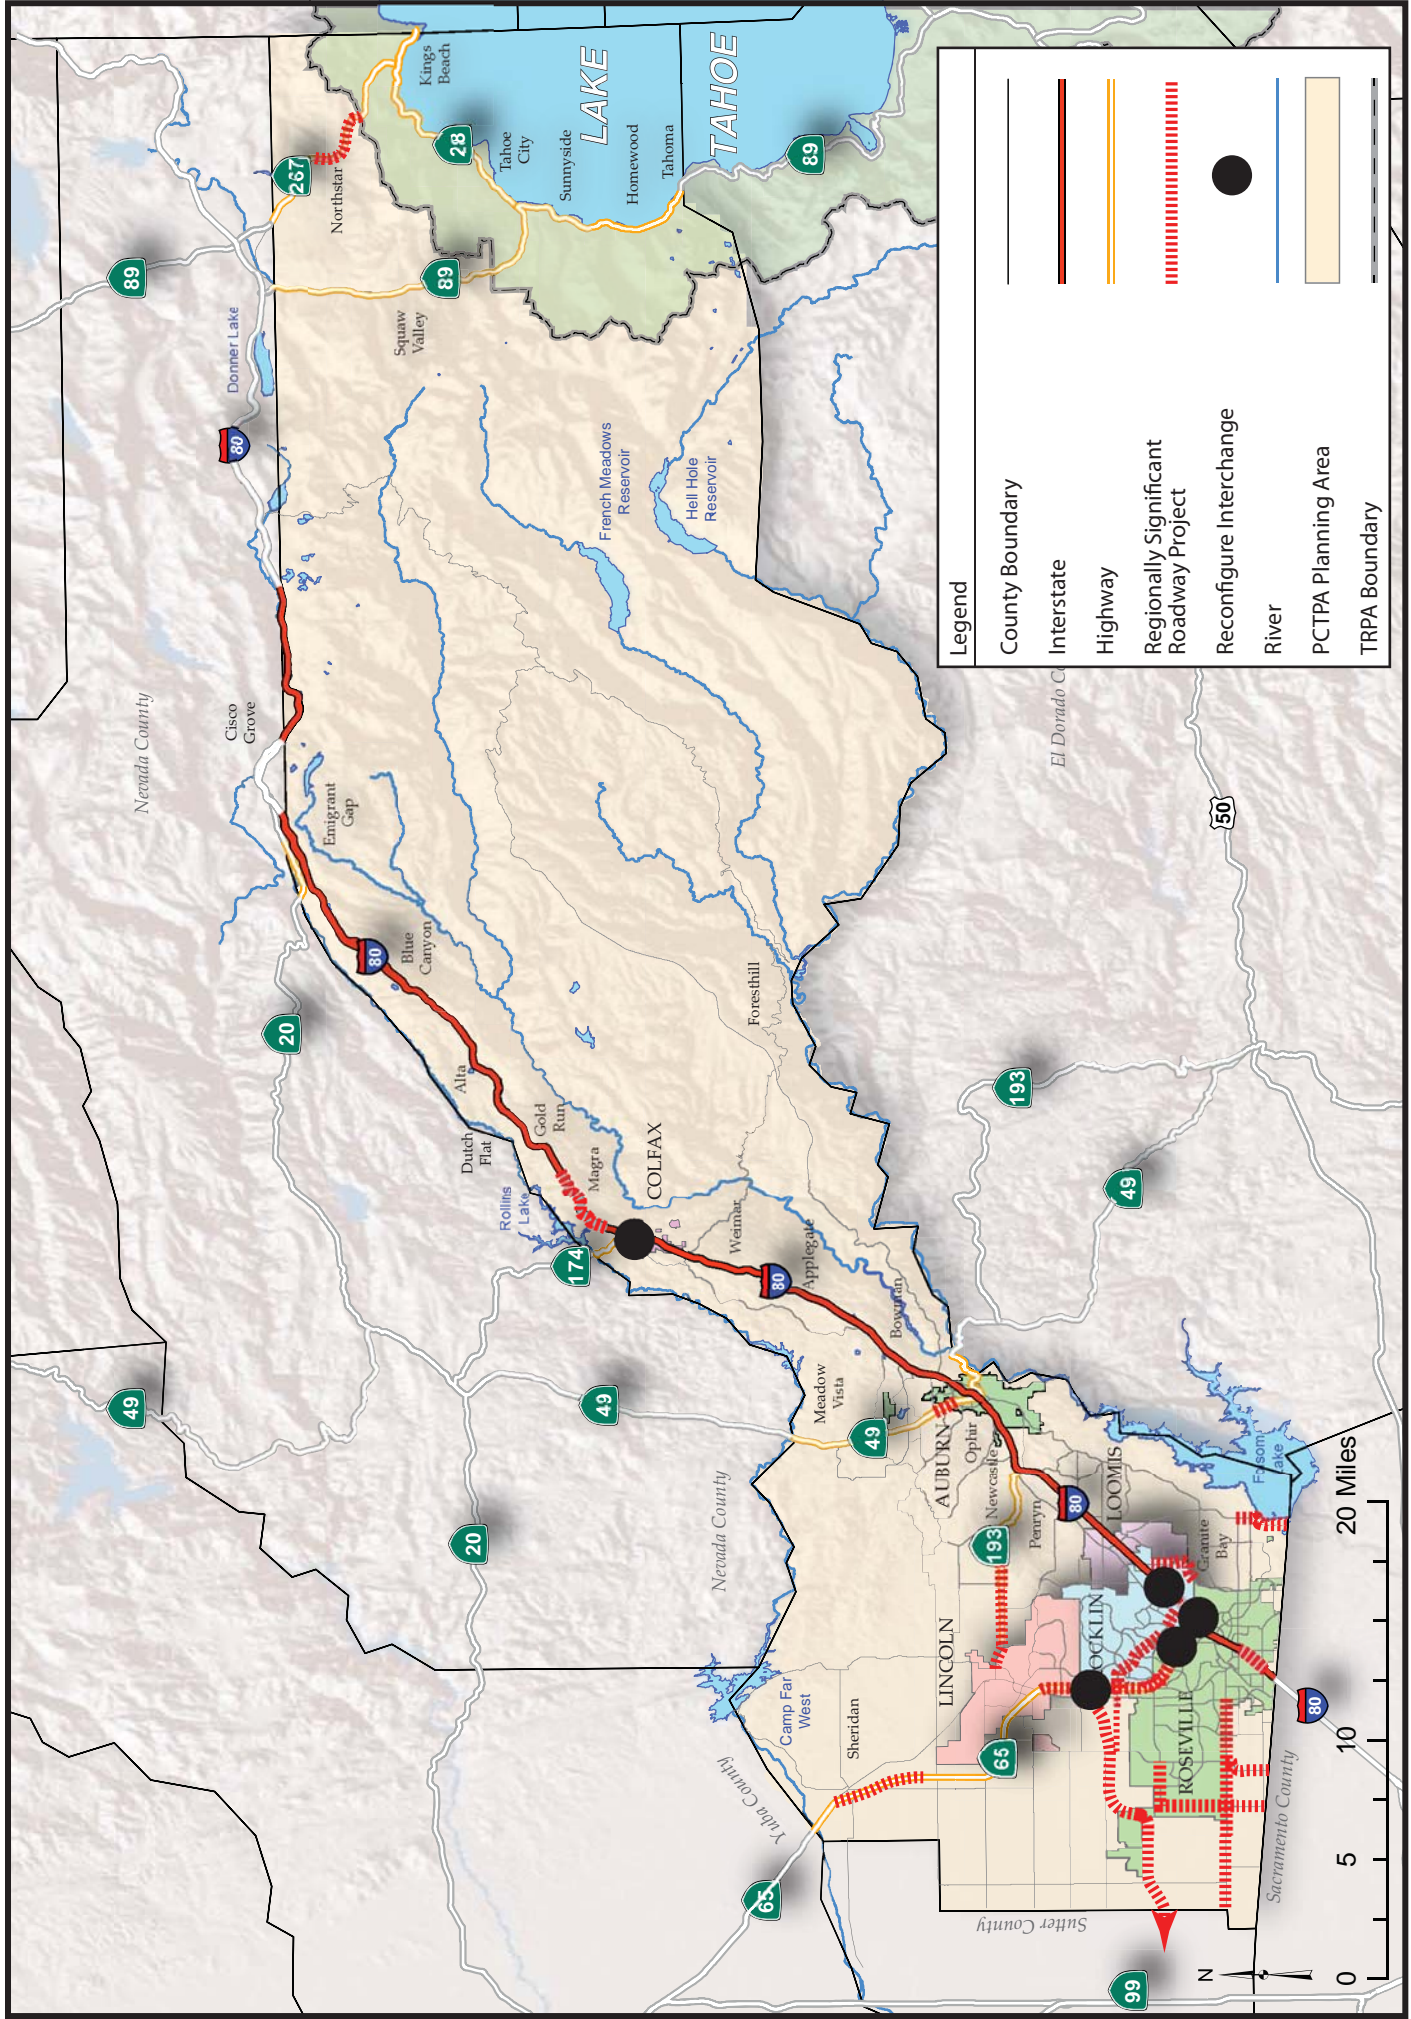 89
267
Northstar
Kings
Beach
28
Tahoe
City
Sunnyside
LAKE
Homewood
Tahoma
TAHOE
89
89
Squaw
Valley
Donner Lake
80
French Meadows
Reservoir
Hell Hole
Reservoir
Nevada County
Cisco
Grove
Emigrant
Gap
80
Blue
Canyon
20
Alta
Dutch
Flat
Gold
Run
Magra
Rollins
Lake
COLFAX
174
Foresthill
Weimar
80
Applegate
Bowman
El Dorado Co
50
193
49
49
49
20
Nevada County
Meadow
Vista
49
AUBURN
Ophir
Newcastle
193
Penryn
80
LOOMIS
Folsom
Lake
Granite
Bay
LINCOLN
OCKLIN
ROSEVILLE
Camp Far
West
Sheridan
65
65
Yuba County
Sutter County
Sacramento County
80
99
N
0
5
10
20 Miles
Legend
County Boundary
Interstate
Highway
Regionally Significant
Roadway Project
Reconfigure Interchange
River
PCTPA Planning Area
TRPA Boundary